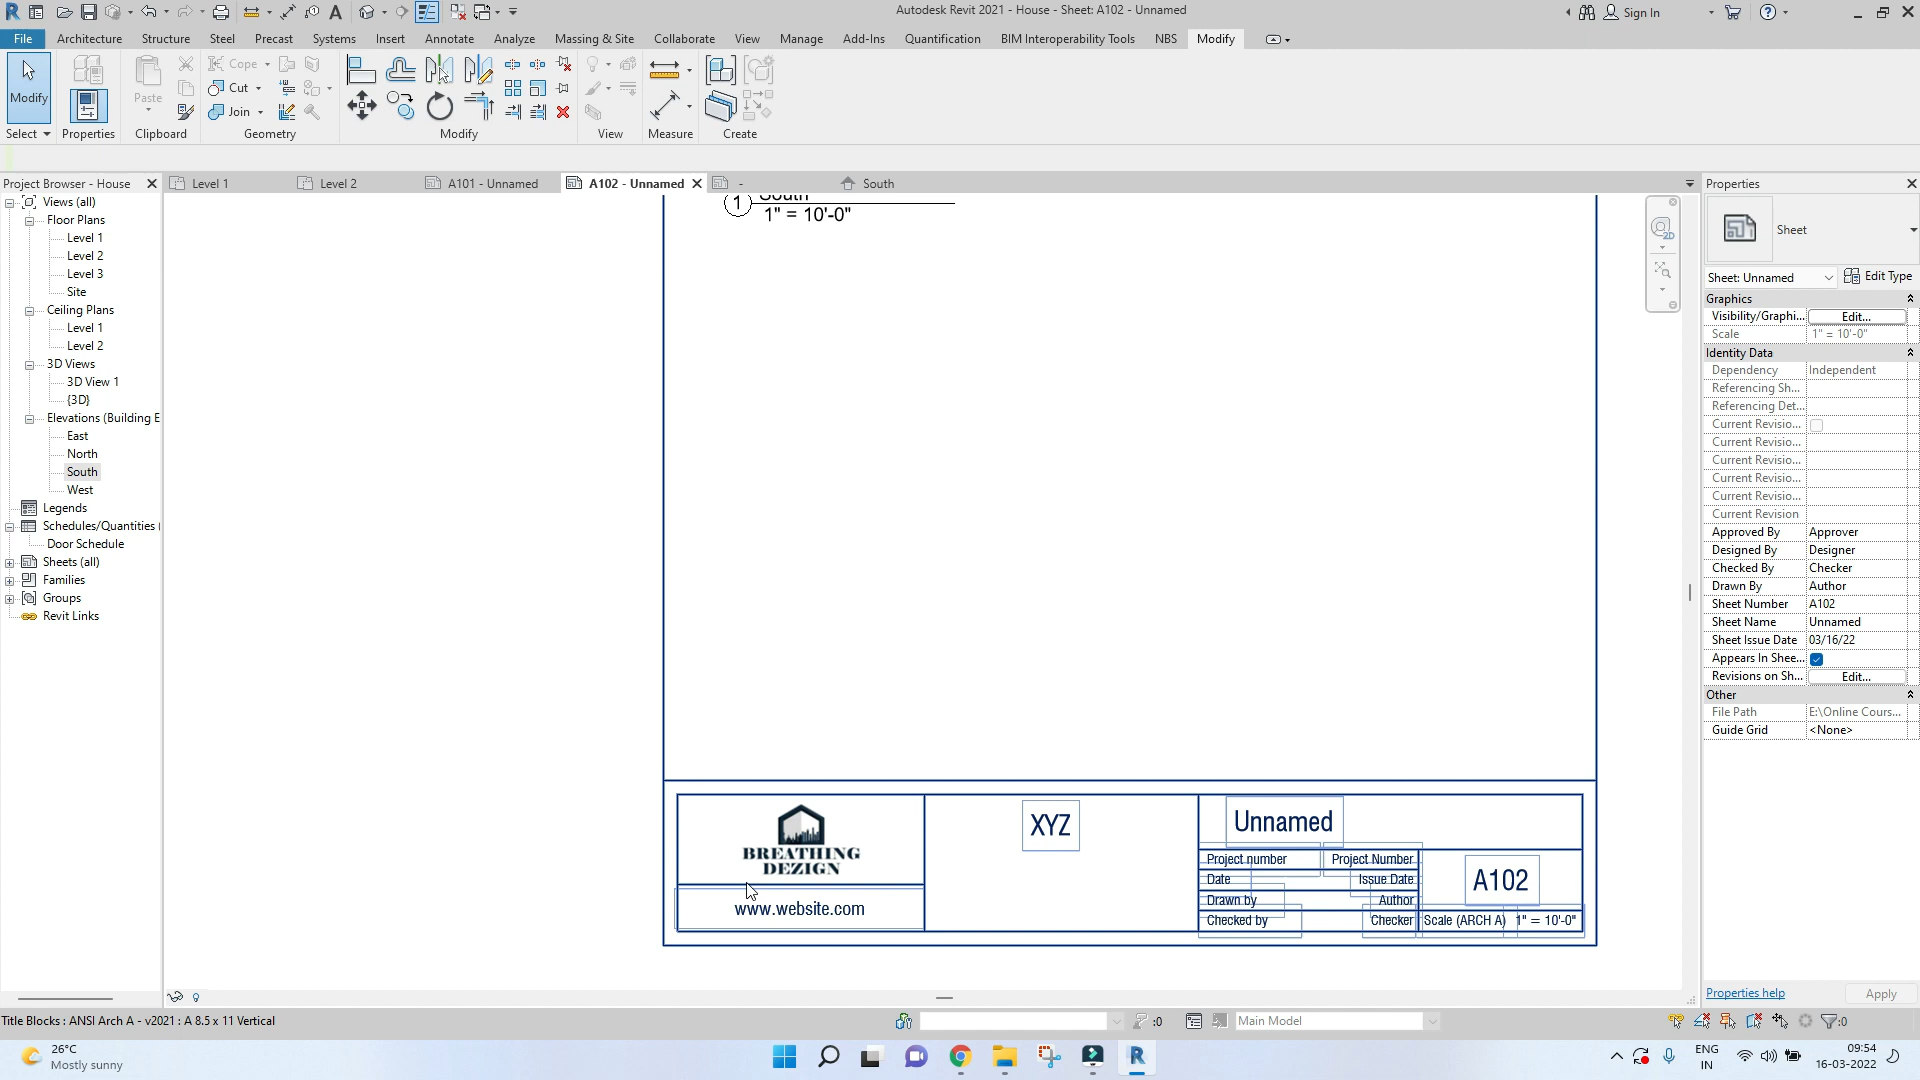 Autodesk Revit 2021 - House - Sheet: A102 - Unnamed
Sign In
File Architecture Structure Steel Precast Systems Insert Annotate Analyze Massing & Site Collaborate View Manage Add-Ins Quantification BIM Interoperability Tools NBS Modify
Modify
Paste
Cope
Cut
Join
Select Properties Clipboard Geometry Modify View Measure Create
Project Browser - House
Level 1
Level 2
A101 - Unnamed
A102 - Unnamed
-
South
Properties
Views (all)
Floor Plans
Level 1
Level 2
Level 3
Site
Ceiling Plans
Level 1
Level 2
3D Views
3D View 1
{3D}
Elevations (Building E
East
North
South
West
Legends
Schedules/Quantities (
Door Schedule
Sheets (all)
Families
Groups
Revit Links
1 South
1" = 10'-0"
2D
BREATHING
DEZIGN
www.website.com
XYZ
Unnamed
Project number Project Number
Date Issue Date
Drawn by Author
Checked by Checker
A102
Scale (ARCH A) 1" = 10'-0"
Sheet
Sheet: Unnamed Edit Type
Graphics
Visibility/Graphi... Edit...
Scale 1" = 10'-0"
Identity Data
Dependency Independent
Referencing Sh...
Referencing Det...
Current Revisio...
Current Revisio...
Current Revisio...
Current Revisio...
Current Revisio...
Current Revision
Approved By Approver
Designed By Designer
Checked By Checker
Drawn By Author
Sheet Number A102
Sheet Name Unnamed
Sheet Issue Date 03/16/22
Appears In Shee...
Revisions on Sh... Edit...
Other
File Path E:\Online Cours...
Guide Grid <None>
Properties help Apply
Title Blocks : ANSI Arch A - v2021 : A 8.5 x 11 Vertical
:0
Main Model
:0
26°C
Mostly sunny
ENG
IN
09:54
16-03-2022